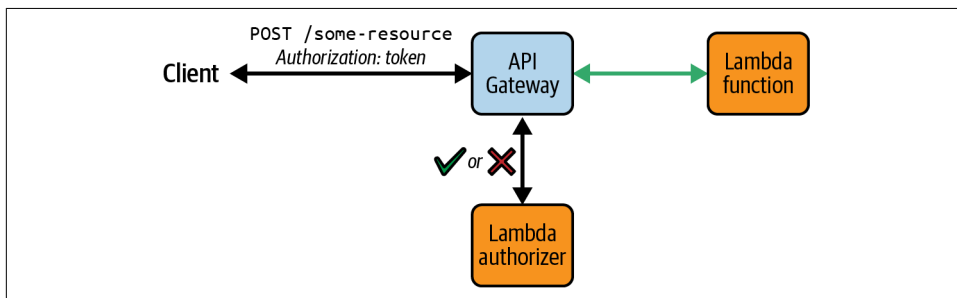 POST /some-resource
Authorization: token
Client
API
Gateway
Lambda
function
or
Lambda
authorizer